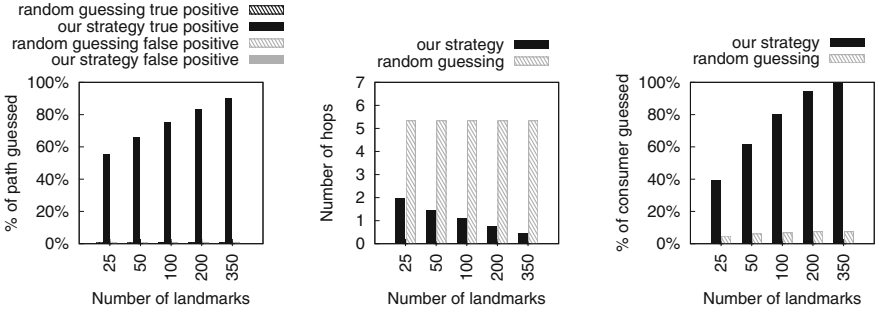 random guessing true positive
our strategy true positive
random guessing false positive
our strategy false positive
100%
80%
60%
40%
20%
0%
% of path guessed
25
50
100
200
350
Number of landmarks
our strategy
random guessing
7
6
5
4
3
2
1
0
Number of hops
25
50
100
200
350
Number of landmarks
our strategy
random guessing
100%
80%
60%
40%
20%
0%
% of consumer guessed
25
50
100
200
350
Number of landmarks